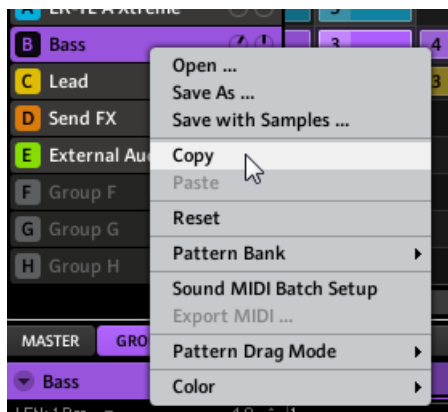 B Bass
3
4
C Lead
3
D Send FX
E External Au
F Group F
G Group G
H Group H
Open ...
Save As ...
Save with Samples ...
Copy
Paste
Reset
Pattern Bank
Sound MIDI Batch Setup
Export MIDI ...
Pattern Drag Mode
Color
MASTER
GRO
Bass